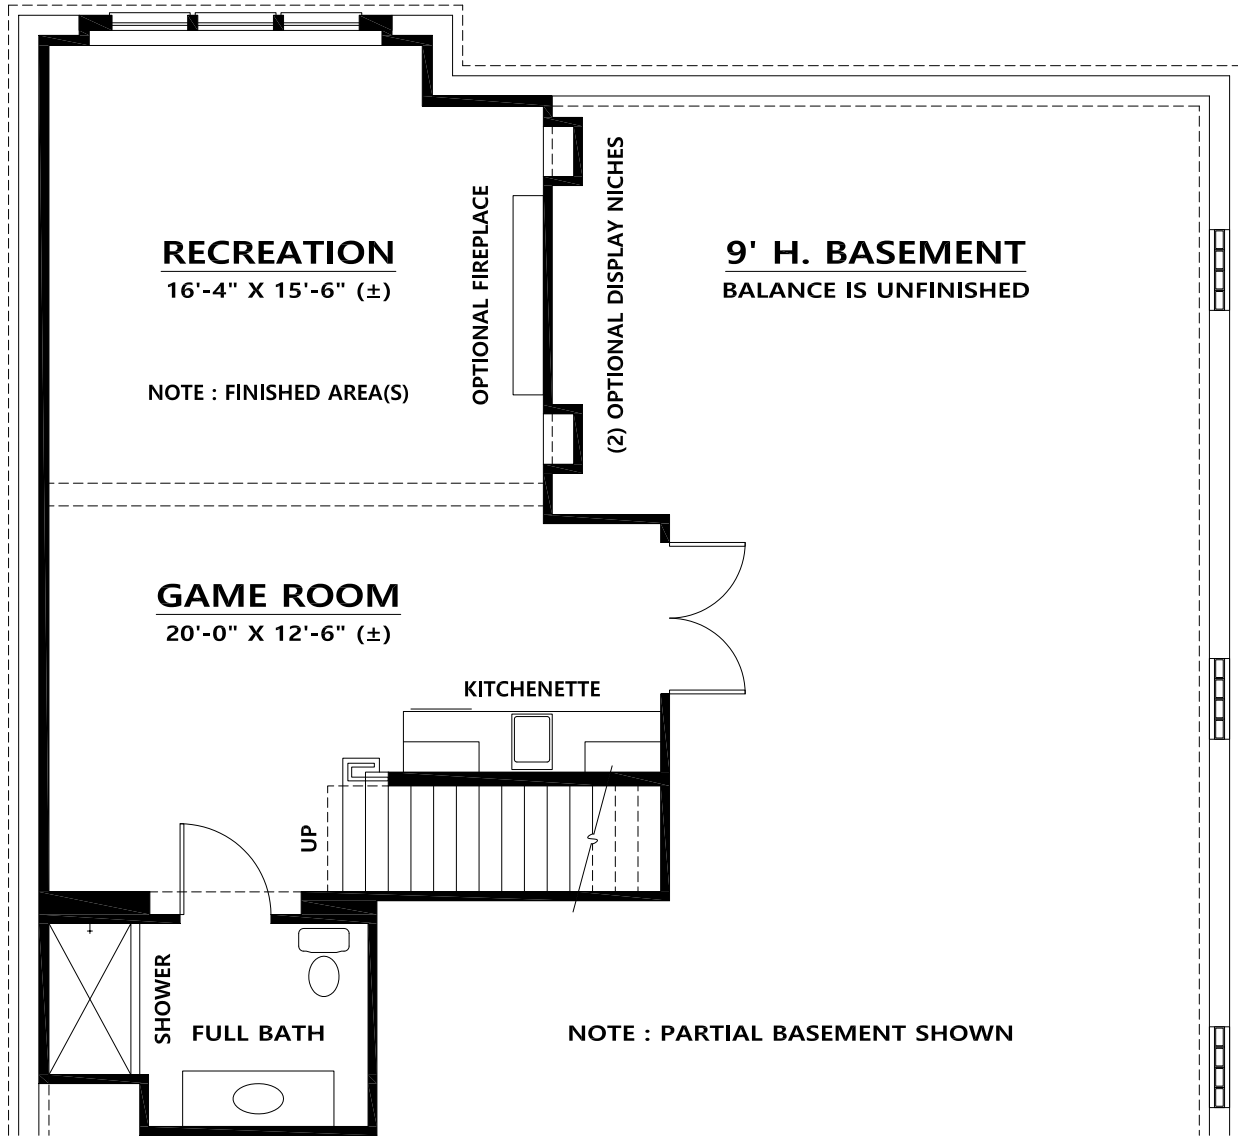 RECREATION
16'-4" X 15'-6" (±)
NOTE : FINISHED AREA(S)
OPTIONAL FIREPLACE
(2) OPTIONAL DISPLAY NICHES
9' H. BASEMENT
BALANCE IS UNFINISHED
GAME ROOM
20'-0" X 12'-6" (±)
KITCHENETTE
UP
SHOWER
FULL BATH
NOTE : PARTIAL BASEMENT SHOWN